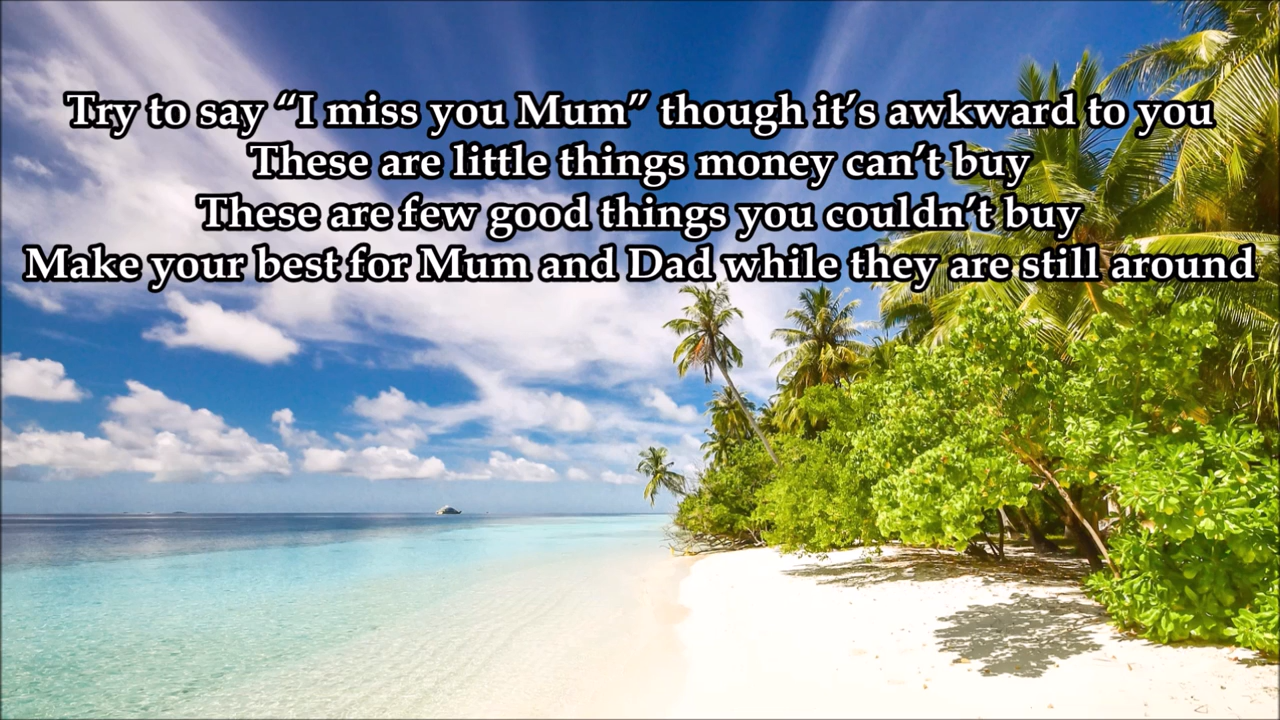 Try to say “I miss you Mum” though it’s awkward to you
These are little things money can’t buy
These are few good things you couldn’t buy
Make your best for Mum and Dad while they are still around